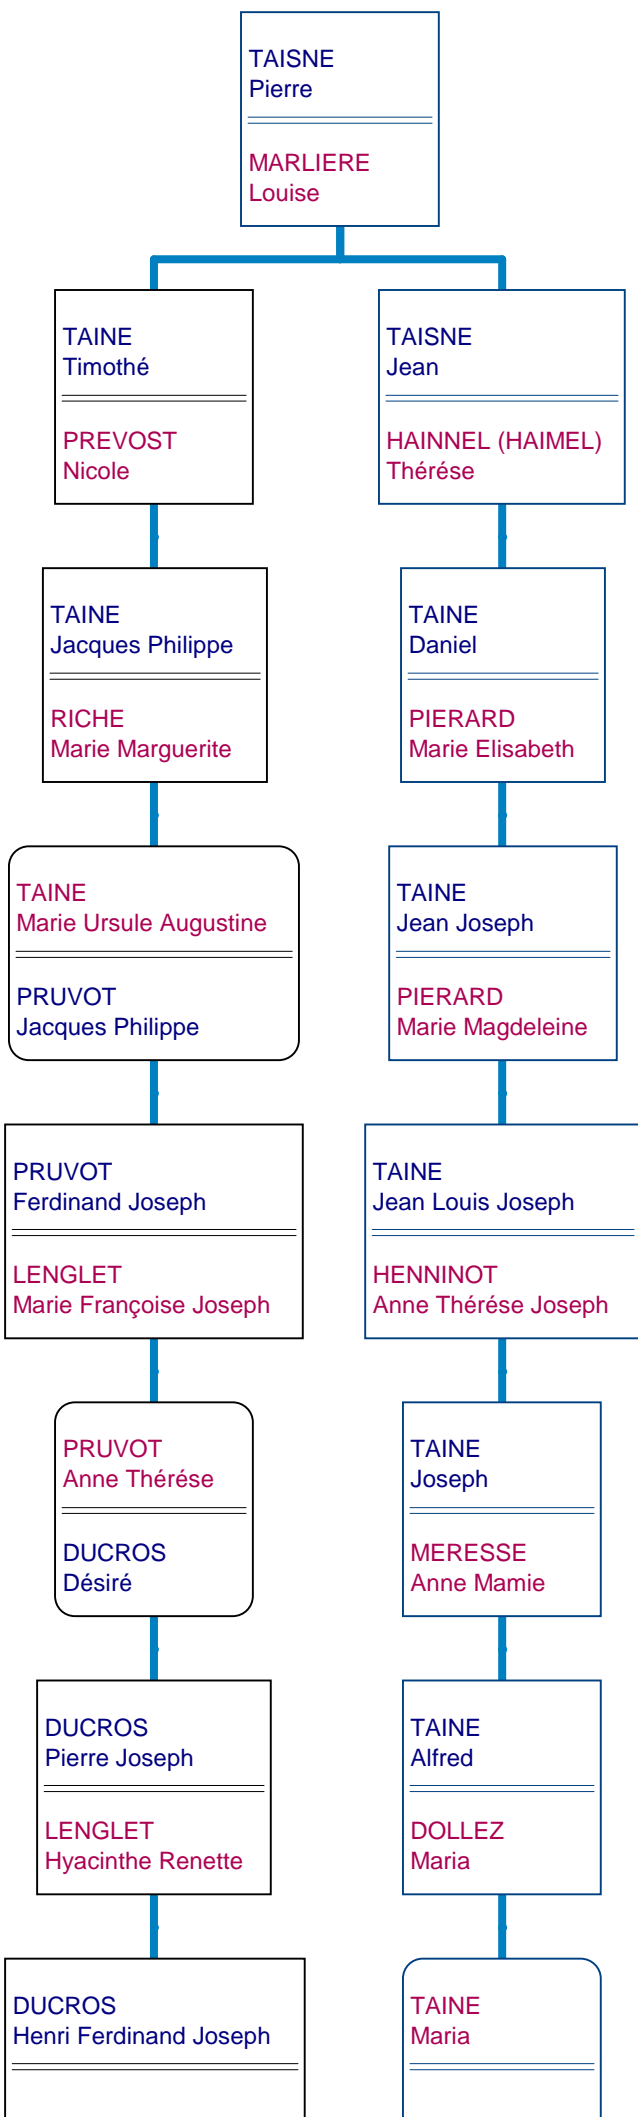 TAISNE
Pierre
MARLIERE
Louise
TAINE
Timothé
PREVOST
Nicole
TAISNE
Jean
HAINNEL (HAIMEL)
Thérése
TAINE
Jacques Philippe
RICHE
Marie Marguerite
TAINE
Daniel
PIERARD
Marie Elisabeth
TAINE
Marie Ursule Augustine
PRUVOT
Jacques Philippe
TAINE
Jean Joseph
PIERARD
Marie Magdeleine
PRUVOT
Ferdinand Joseph
LENGLET
Marie Françoise Joseph
TAINE
Jean Louis Joseph
HENNINOT
Anne Thérése Joseph
PRUVOT
Anne Thérése
DUCROS
Désiré
TAINE
Joseph
MERESSE
Anne Mamie
DUCROS
Pierre Joseph
LENGLET
Hyacinthe Renette
TAINE
Alfred
DOLLEZ
Maria
DUCROS
Henri Ferdinand Joseph
TAINE
Maria